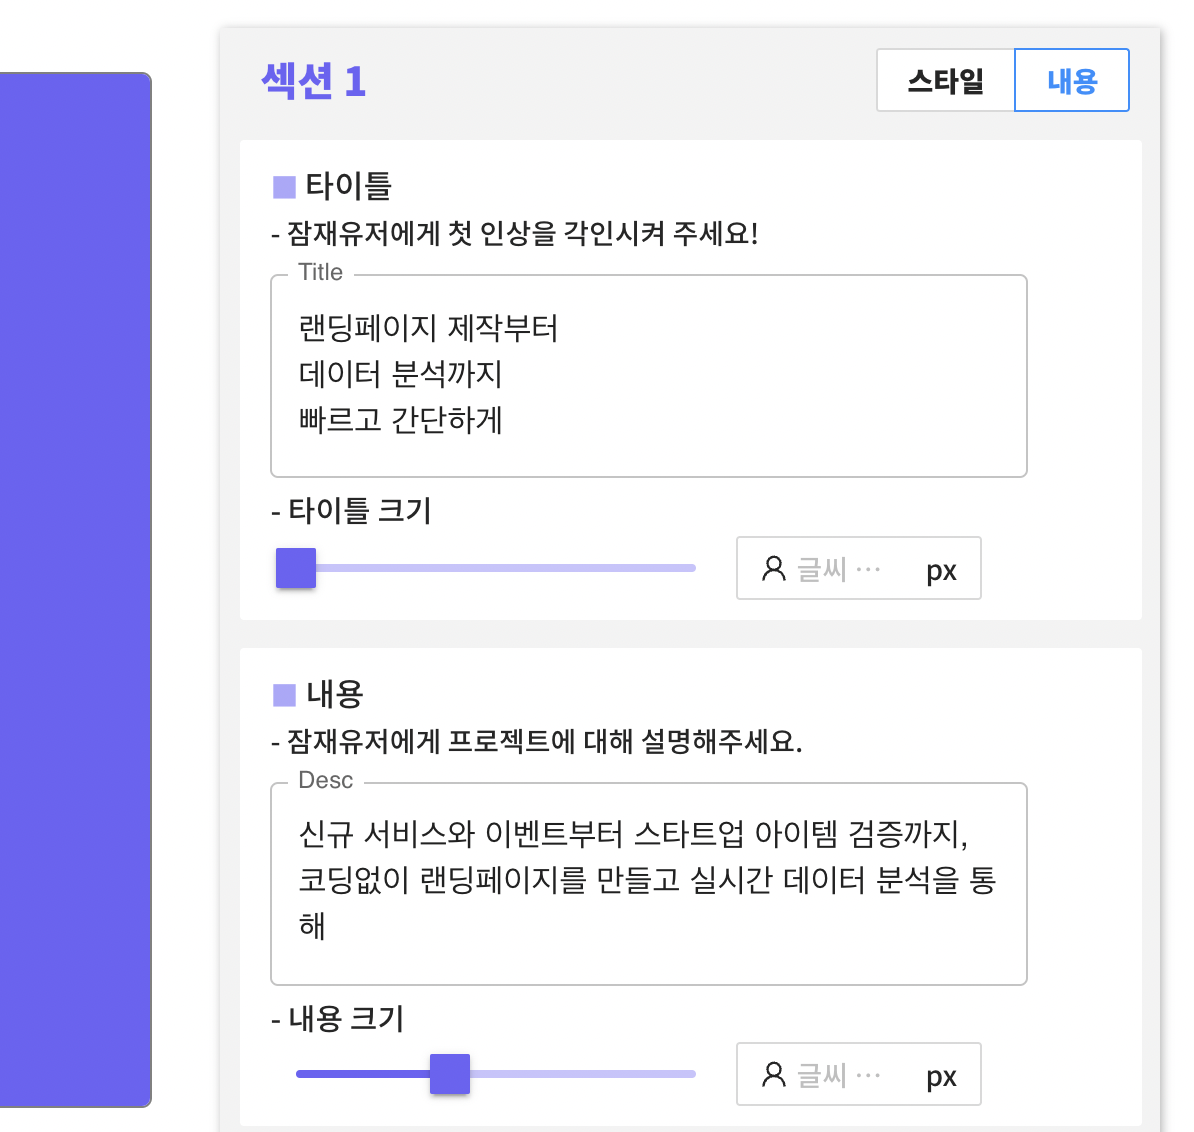 섹션 1
스타일
내용
타이틀
- 잠재유저에게 첫 인상을 각인시켜 주세요!
Title
랜딩페이지 제작부터
데이터 분석까지
빠르고 간단하게
- 타이틀 크기
글씨 ··· px
내용
- 잠재유저에게 프로젝트에 대해 설명해주세요.
Desc
신규 서비스와 이벤트부터 스타트업 아이템 검증까지,
코딩없이 랜딩페이지를 만들고 실시간 데이터 분석을 통
해
- 내용 크기
글씨 ··· px